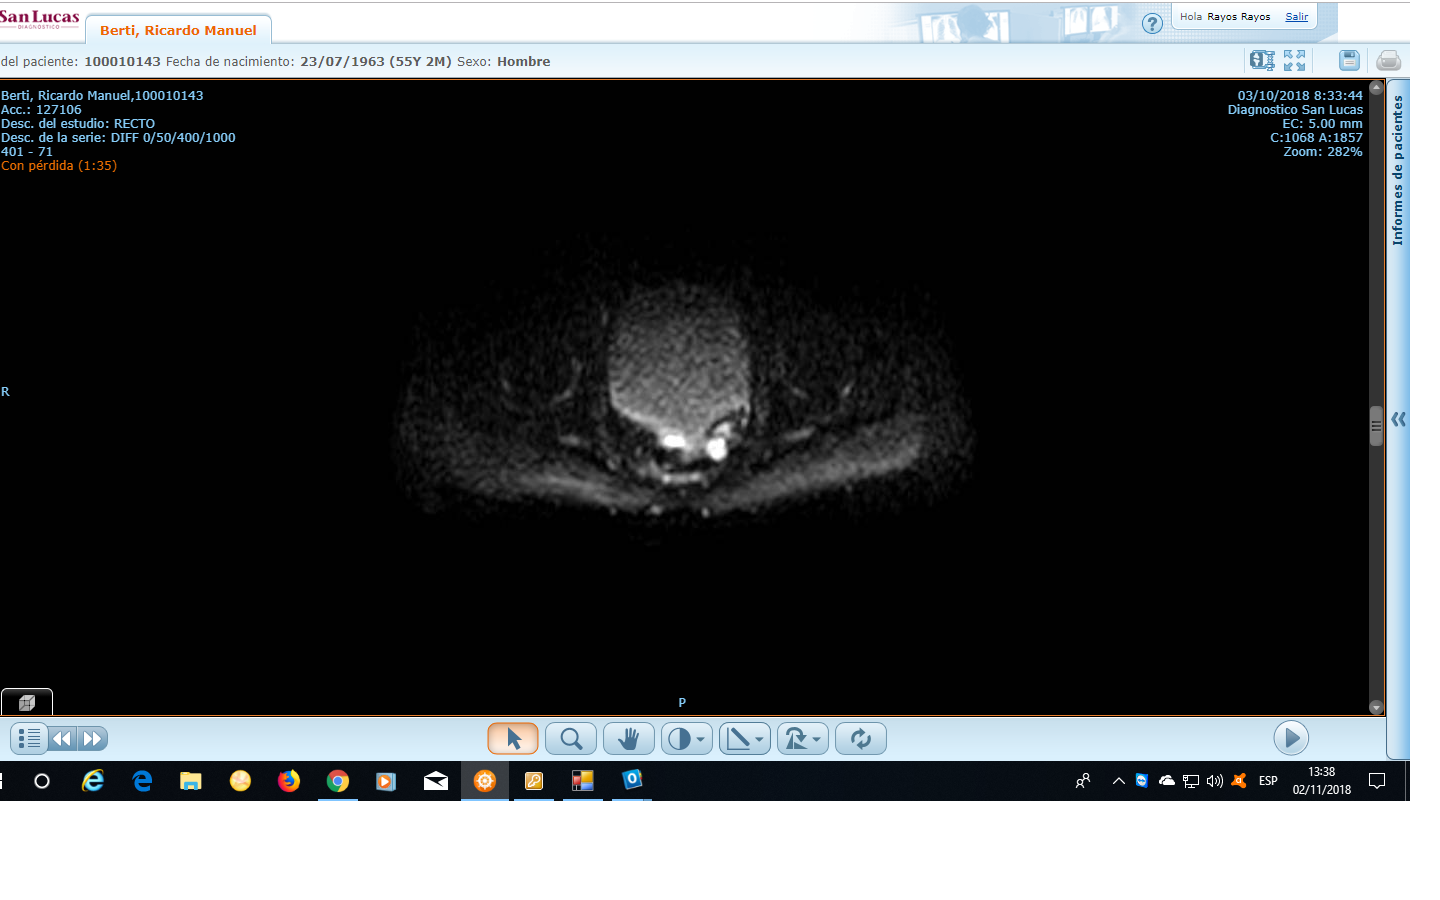 San Lucas
DIAGNOSTICO
Berti, Ricardo Manuel
? Hola Rayos Rayos Salir
del paciente: 100010143 Fecha de nacimiento: 23/07/1963 (55Y 2M) Sexo: Hombre
Berti, Ricardo Manuel,100010143
Acc.: 127106
Desc. del estudio: RECTO
Desc. de la serie: DIFF 0/50/400/1000
401 - 71
Con pérdida (1:35)
03/10/2018 8:33:44
Diagnostico San Lucas
EC: 5.00 mm
C:1068 A:1857
Zoom: 282%
Informes de pacientes
R
P
ESP
13:38
02/11/2018